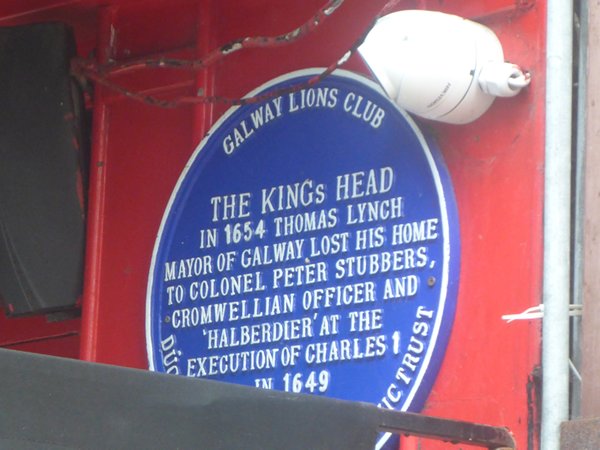 GALWAY LIONS CLUB
THE KINGS HEAD
IN 1654 THOMAS LYNCH
MAYOR OF GALWAY LOST HIS HOME
TO COLONEL PETER STUBBERS,
CROMWELLIAN OFFICER AND
'HALBERDIER' AT THE
EXECUTION OF CHARLES 1
IN 1649
TRUST